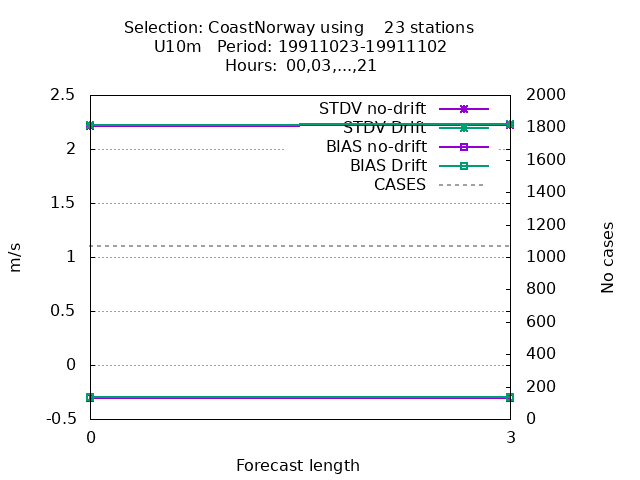 Selection: CoastNorway using    23 stations
U10m   Period: 19911023-19911102
Hours: 00,03,...,21
2.5
2
1.5
1
0.5
0
-0.5
2000
1800
1600
1400
1200
1000
800
600
400
200
0
STDV no-drift
STDV Drift
BIAS no-drift
BIAS Drift
CASES
m/s
No cases
0
3
Forecast length